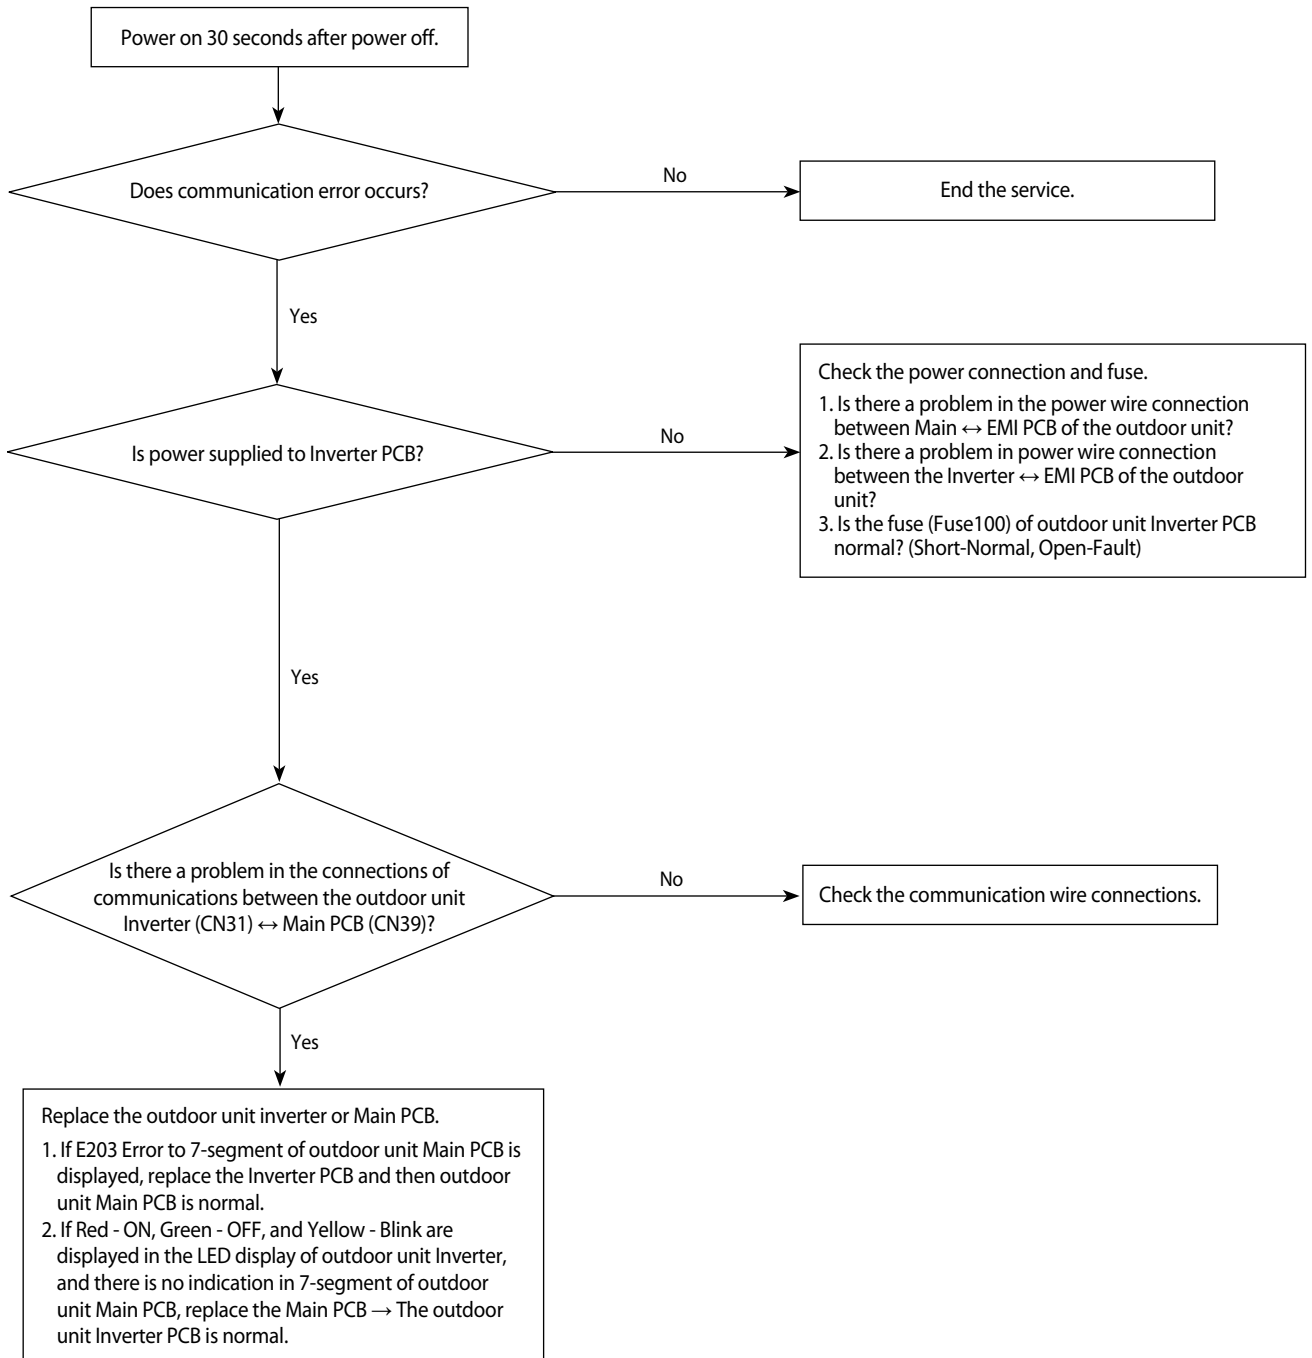 Power on 30 seconds after power off.
Does communication error occurs?
No
End the service.
Yes
Is power supplied to Inverter PCB?
No
Check the power connection and fuse.
1. Is there a problem in the power wire connection
between Main ↔ EMI PCB of the outdoor unit?
2. Is there a problem in power wire connection
between the Inverter ↔ EMI PCB of the outdoor
unit?
3. Is the fuse (Fuse100) of outdoor unit Inverter PCB
normal? (Short-Normal, Open-Fault)
Yes
Is there a problem in the connections of
communications between the outdoor unit
Inverter (CN31) ↔ Main PCB (CN39)?
No
Check the communication wire connections.
Yes
Replace the outdoor unit inverter or Main PCB.
1. If E203 Error to 7-segment of outdoor unit Main PCB is
displayed, replace the Inverter PCB and then outdoor
unit Main PCB is normal.
2. If Red - ON, Green - OFF, and Yellow - Blink are
displayed in the LED display of outdoor unit Inverter,
and there is no indication in 7-segment of outdoor
unit Main PCB, replace the Main PCB → The outdoor
unit Inverter PCB is normal.